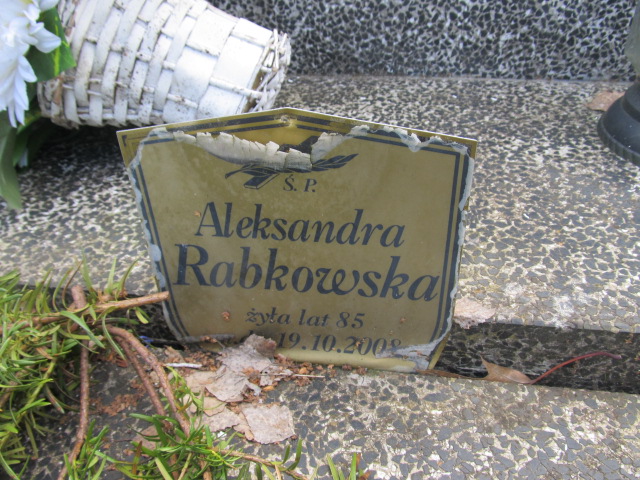 Ś. P.
Aleksandra
Rabkowska
żyła lat 85
19.10.2008